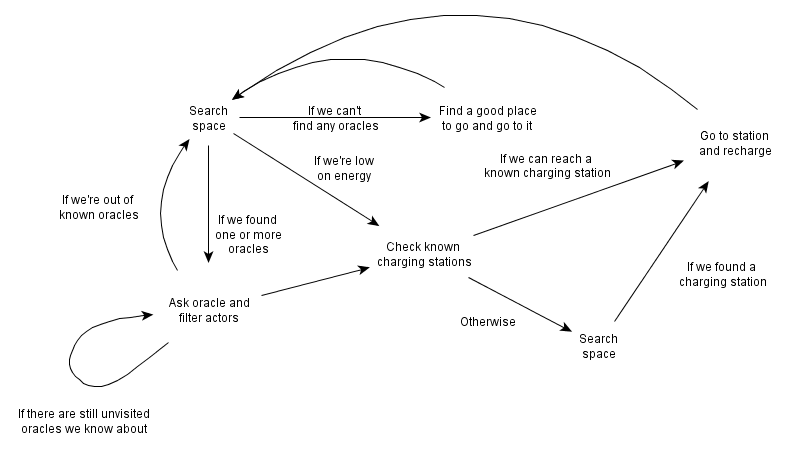 Search
space
If we can't
find any oracles
Find a good place
to go and go to it
Go to station
and recharge
If we can reach a
known charging station
If we're low
on energy
If we're out of
known oracles
If we found
one or more
oracles
Check known
charging stations
If we found a
charging station
Ask oracle and
filter actors
Otherwise
Search
space
If there are still unvisited
oracles we know about